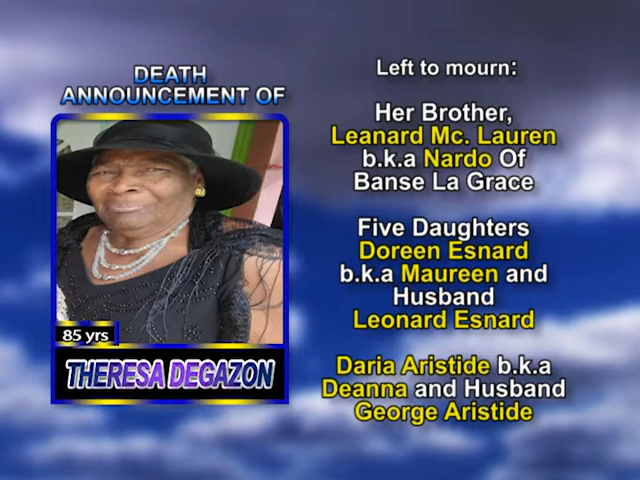 DEATH
ANNOUNCEMENT OF
85 yrs
THERESA DEGAZON
Left to mourn:
Her Brother,
Leanard Mc. Lauren
b.k.a Nardo Of
Banse La Grace
Five Daughters
Doreen Esnard
b.k.a Maureen and
Husband
Leonard Esnard
Daria Aristide b.k.a
Deanna and Husband
George Aristide